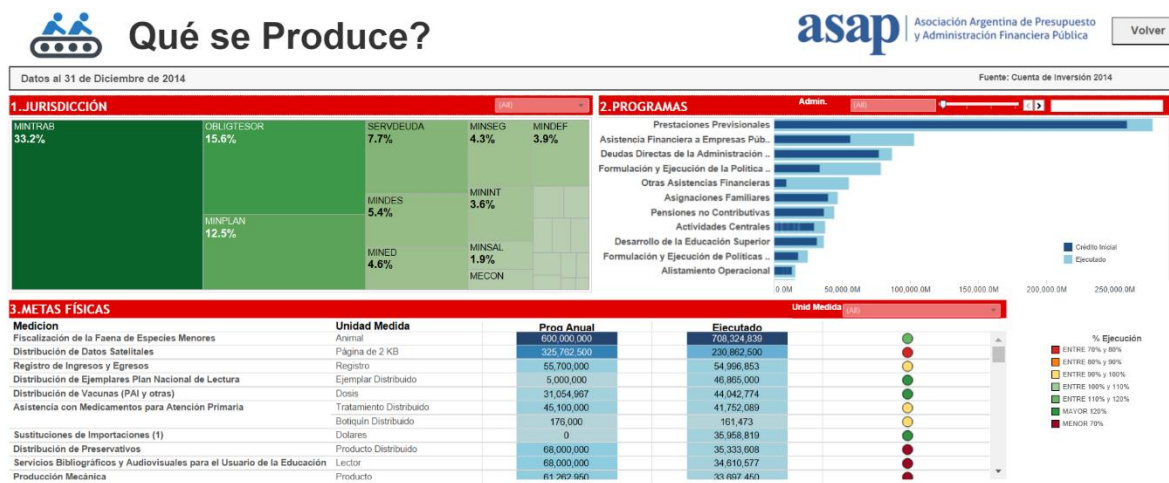 Qué se Produce?
asap
Asociación Argentina de Presupuesto
y Administración Financiera Pública
Volver
Datos al 31 de Diciembre de 2014
Fuente: Cuenta de Inversión 2014
1.JURISDICCIÓN
(All)
MINTRAB
33.2%
OBLIGTESOR
15.6%
MINPLAN
12.5%
SERVDEUDA
7.7%
MINDES
5.4%
MINED
4.6%
MINSEG
4.3%
MININT
3.6%
MINSAL
1.9%
MECON
MINDEF
3.9%
2.PROGRAMAS
Admin.
(All)
Prestaciones Previsionales
Asistencia Financiera a Empresas Púb..
Deudas Directas de la Administración ..
Formulación y Ejecución de la Política ..
Otras Asistencias Financieras
Asignaciones Familiares
Pensiones no Contributivas
Actividades Centrales
Desarrollo de la Educación Superior
Formulación y Ejecución de Políticas ..
Alistamiento Operacional
0.0M 50,000.0M 100,000.0M 150,000.0M 200,000.0M 250,000.0M
Crédito Inicial
Ejecutado
3.METAS FÍSICAS
Unid Medida (All)
Medicion Unidad Medida Prog Anual Ejecutado
Fiscalización de la Faena de Especies Menores Animal 600,000,000 708,324,839
Distribución de Datos Satelitales Página de 2 KB 325,762,500 230,862,500
Registro de Ingresos y Egresos Registro 55,700,000 54,996,853
Distribución de Ejemplares Plan Nacional de Lectura Ejemplar Distribuido 5,000,000 46,865,000
Distribución de Vacunas (PAI y otras) Dosis 31,054,967 44,042,774
Asistencia con Medicamentos para Atención Primaria Tratamiento Distribuido 45,100,000 41,752,089
Botiquín Distribuido 176,000 161,473
Sustituciones de Importaciones (1) Dolares 0 35,958,819
Distribución de Preservativos Producto Distribuido 68,000,000 35,333,608
Servicios Bibliográficos y Audiovisuales para el Usuario de la Educación Lector 68,000,000 34,610,577
Producción Mecánica Producto 61,262,950 33,697,450
% Ejecución
ENTRE 70% y 80%
ENTRE 80% y 90%
ENTRE 90% y 100%
ENTRE 100% y 110%
ENTRE 110% y 120%
MAYOR 120%
MENOR 70%